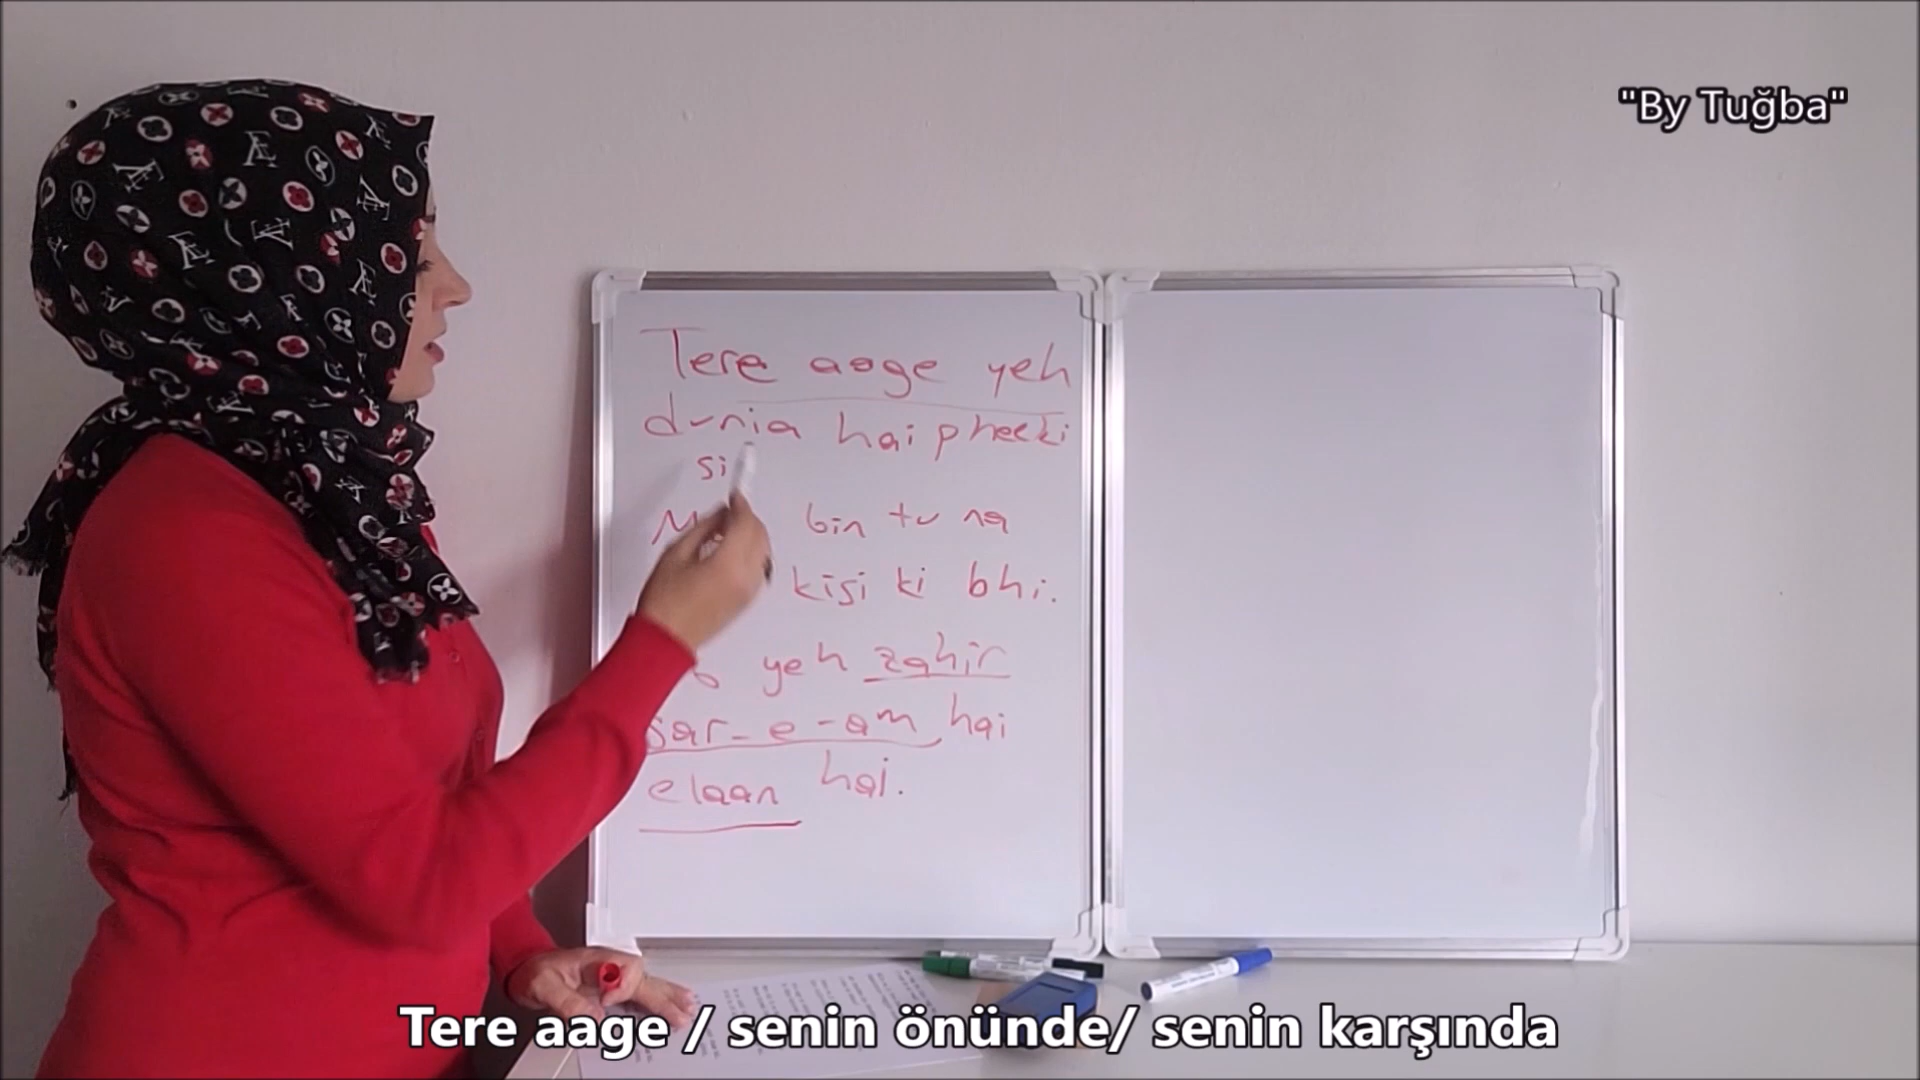 "By Tuğba"
Tere aage yeh
dunia hai pheeki
si
bin tu na
kisi ki bhi.
yeh zahir
sar-e-am hai
elaan hai.
Tere aage / senin önünde/ senin karşında